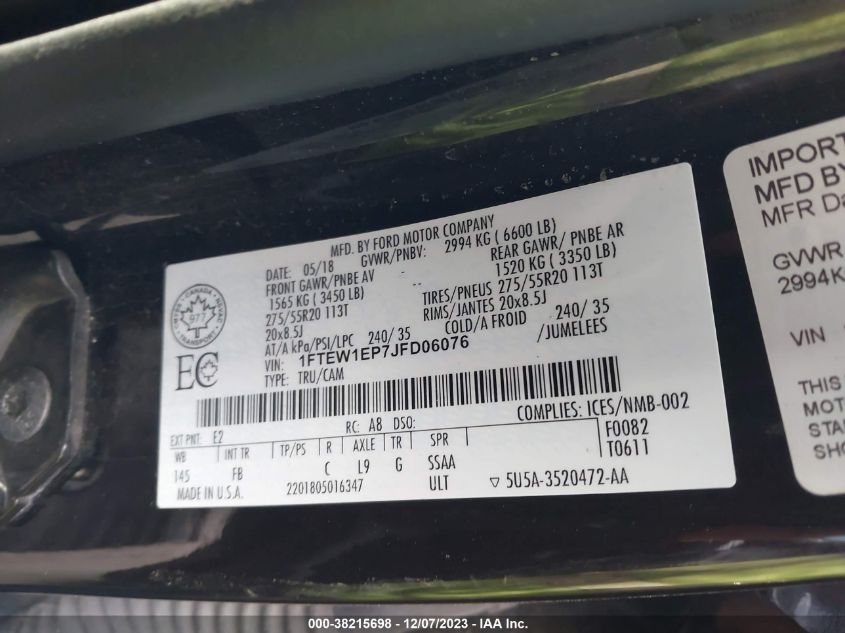 MFD. BY FORD MOTOR COMPANY
DATE: 05/18 GVWR/PNBV: 2994 KG ( 6600 LB)
FRONT GAWR/PNBE AV REAR GAWR/ PNBE AR
1565 KG ( 3450 LB) 1520 KG ( 3350 LB)
275/55R20 113T TIRES/PNEUS 275/55R20 113T
20x8.5J RIMS/JANTES 20x8.5J
AT/A kPa/PSI/LPC 240/ 35 COLD/A FROID 240/ 35
VIN: 1FTEW1EP7JFD06076 /JUMELEES
TYPE: TRU/CAM
CANADA
977
EC
COMPLIES: ICES/NMB-002
EXT PNT: E2 RC: A8 DSO: F0082
WB INT TR TP/PS R AXLE TR SPR T0611
145 FB C L9 G SSAA
MADE IN U.S.A. 2201805016347 ULT ▽ 5U5A-3520472-AA
IMPORT
MFD BY
MFR Da
GVWR
2994K
VIN
THIS
MOT
STA
SHO
000-38215698 - 12/07/2023 - IAA Inc.